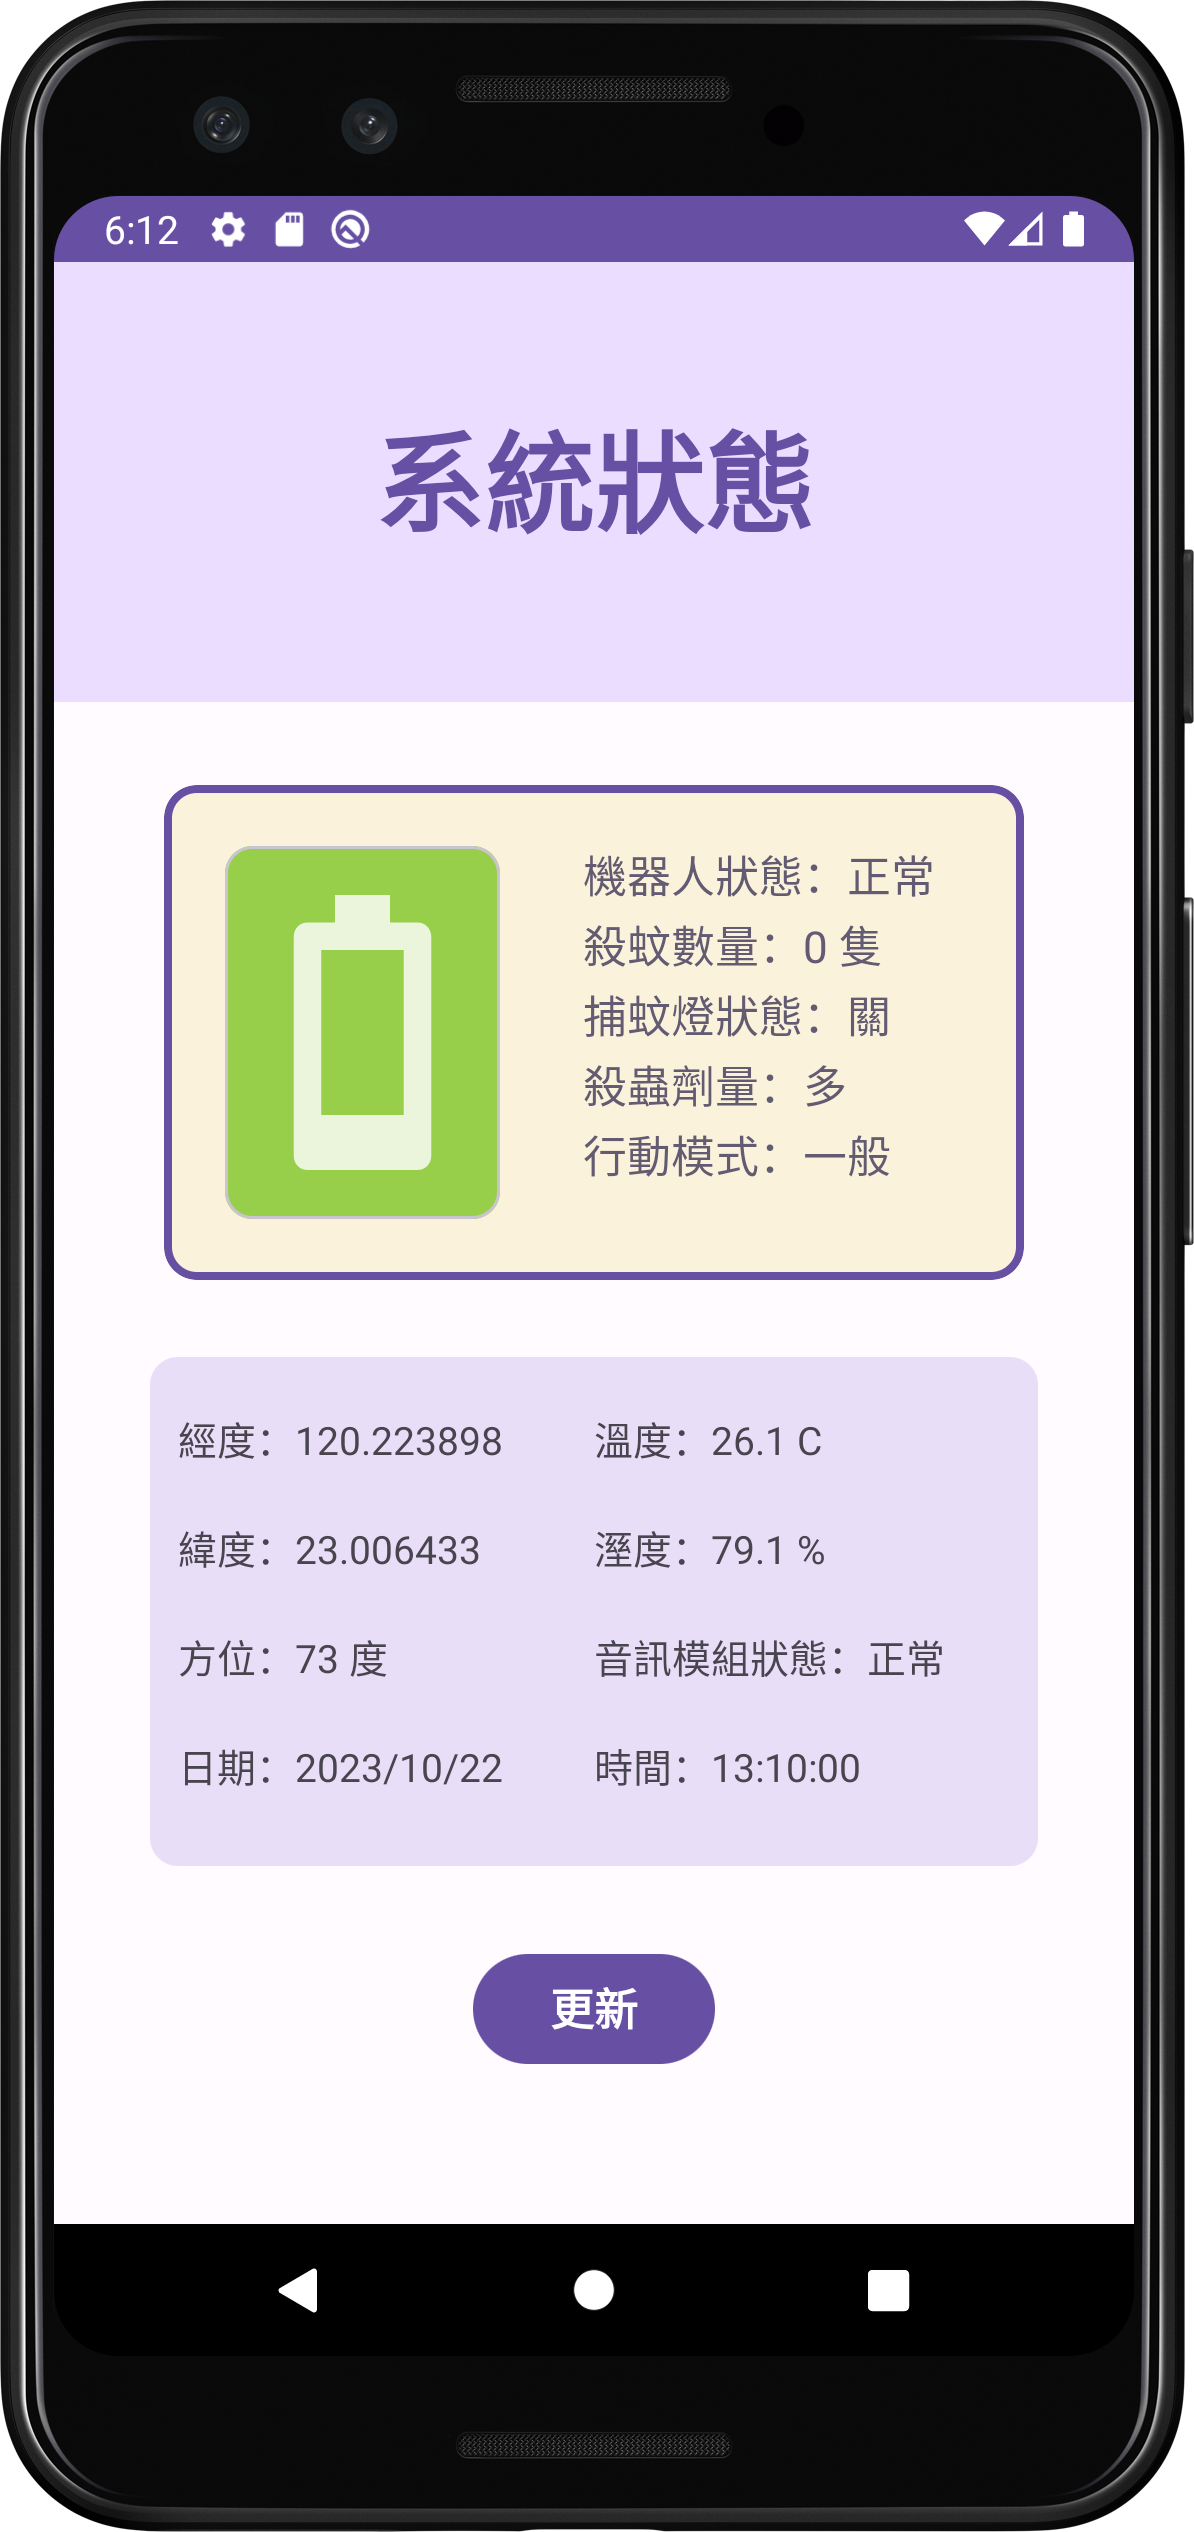 6:12
系統狀態
機器人狀態：正常
殺蚊數量：0 隻
捕蚊燈狀態：關
殺蟲劑量：多
行動模式：一般
經度：120.223898
溫度：26.1 C
緯度：23.006433
溼度：79.1 %
方位：73 度
音訊模組狀態：正常
日期：2023/10/22
時間：13:10:00
更新